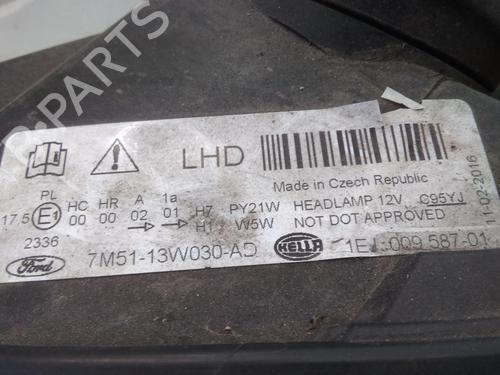 B-PARTS
LHD
Made in Czech Republic
PL HC HR A 1a
17.5 E1 00 00 02 01 H7 PY21W HEADLAMP 12V C95YJ
2336 H1 W5W NOT DOT APPROVED
Ford 7M51-13W030-AD HELLA 1EJ 009 587-01
11-02-2016